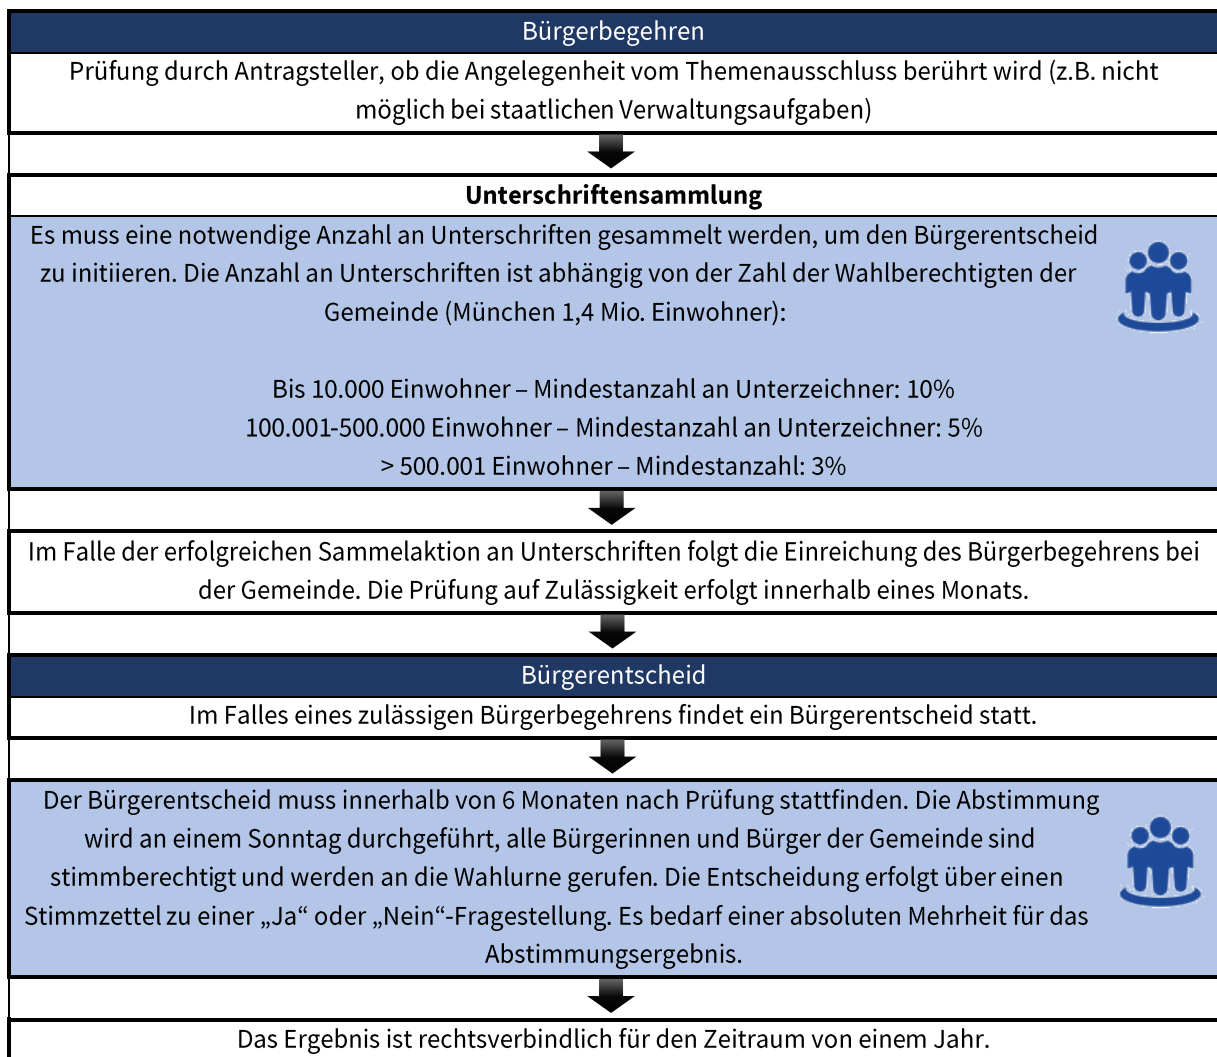 Bürgerbegehren
Prüfung durch Antragsteller, ob die Angelegenheit vom Themenausschluss berührt wird (z.B. nicht
möglich bei staatlichen Verwaltungsaufgaben)
Unterschriftensammlung
Es muss eine notwendige Anzahl an Unterschriften gesammelt werden, um den Bürgerentscheid
zu initiieren. Die Anzahl an Unterschriften ist abhängig von der Zahl der Wahlberechtigten der
Gemeinde (München 1,4 Mio. Einwohner):
Bis 10.000 Einwohner – Mindestanzahl an Unterzeichner: 10%
100.001-500.000 Einwohner – Mindestanzahl an Unterzeichner: 5%
> 500.001 Einwohner – Mindestanzahl: 3%
Im Falle der erfolgreichen Sammelaktion an Unterschriften folgt die Einreichung des Bürgerbegehrens bei
der Gemeinde. Die Prüfung auf Zulässigkeit erfolgt innerhalb eines Monats.
Bürgerentscheid
Im Falles eines zulässigen Bürgerbegehrens findet ein Bürgerentscheid statt.
Der Bürgerentscheid muss innerhalb von 6 Monaten nach Prüfung stattfinden. Die Abstimmung
wird an einem Sonntag durchgeführt, alle Bürgerinnen und Bürger der Gemeinde sind
stimmberechtigt und werden an die Wahlurne gerufen. Die Entscheidung erfolgt über einen
Stimmzettel zu einer „Ja“ oder „Nein“-Fragestellung. Es bedarf einer absoluten Mehrheit für das
Abstimmungsergebnis.
Das Ergebnis ist rechtsverbindlich für den Zeitraum von einem Jahr.